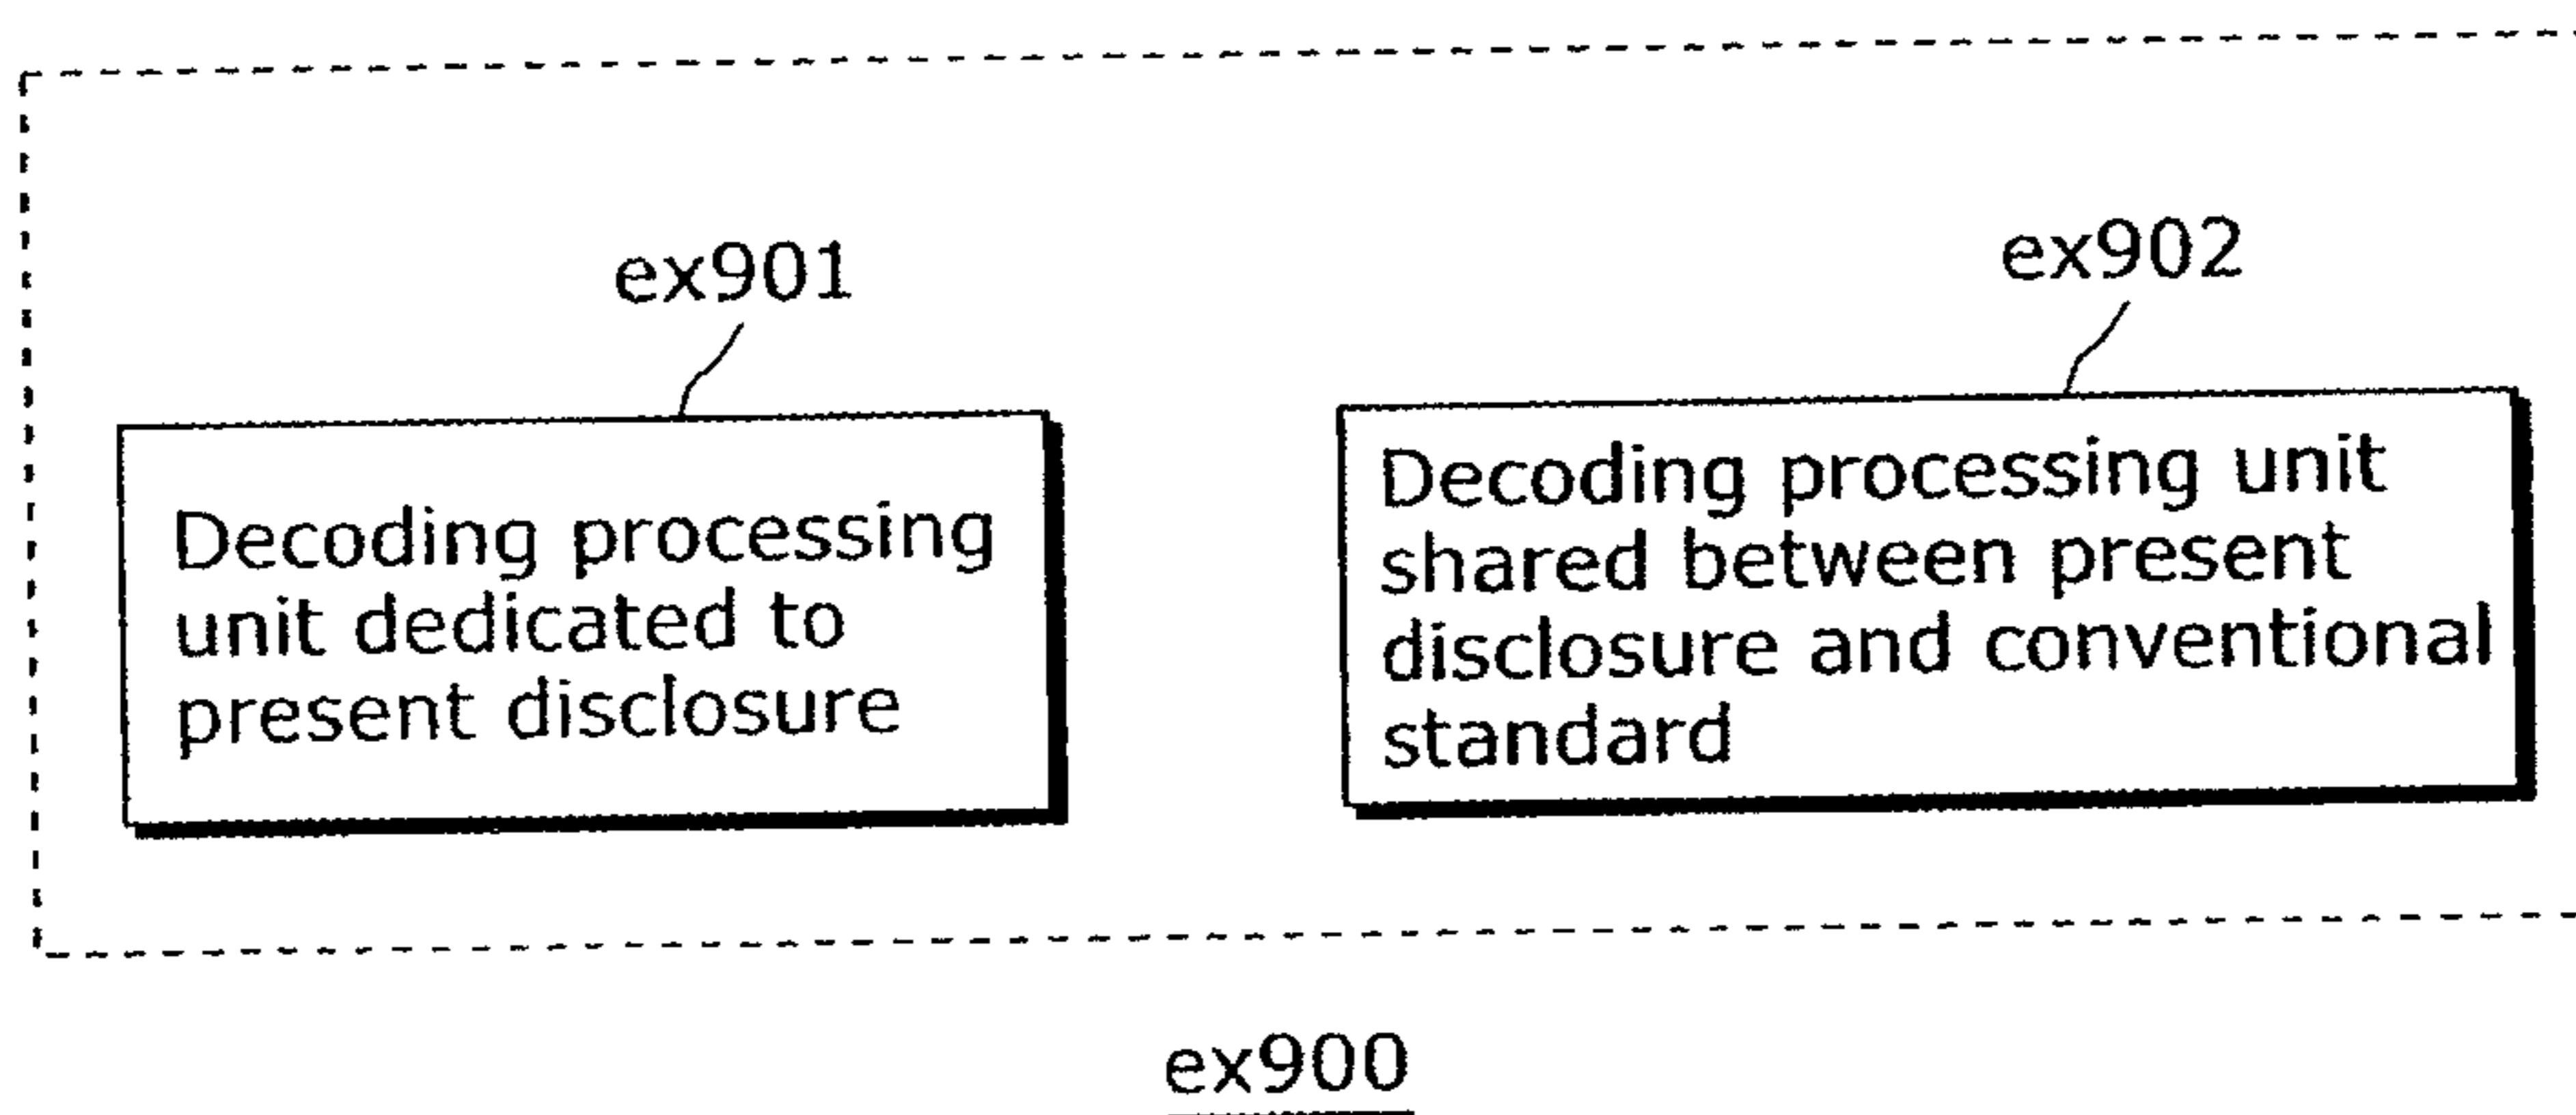 ex901
Decoding processing
unit dedicated to
present disclosure
ex902
Decoding processing unit
shared between present
disclosure and conventional
standard
ex900